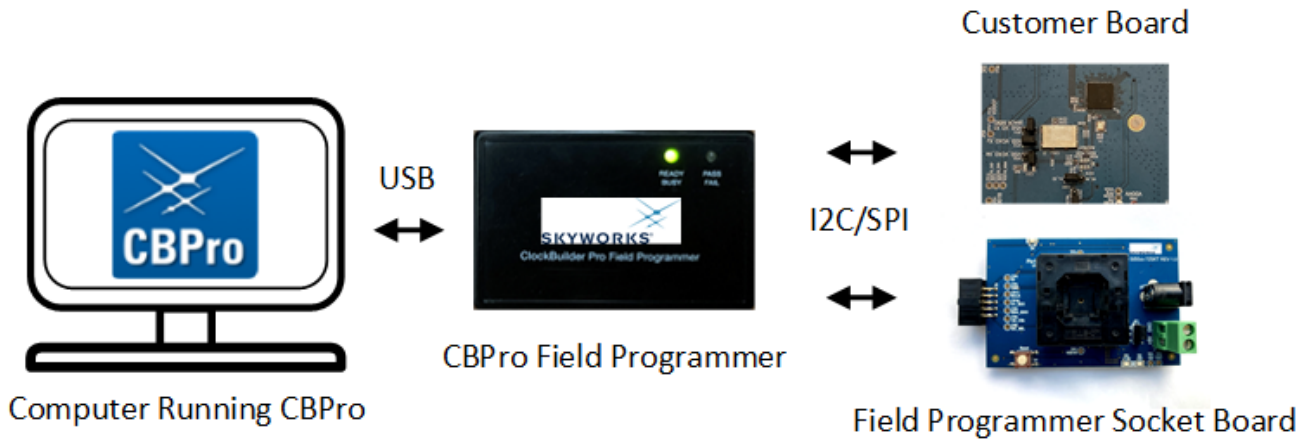 Customer Board
CBPro
USB
READY PASS
BUSY FAIL
SKYWORKS
ClockBuilder Pro Field Programmer
I2C/SPI
CBPro Field Programmer
Computer Running CBPro
Field Programmer Socket Board